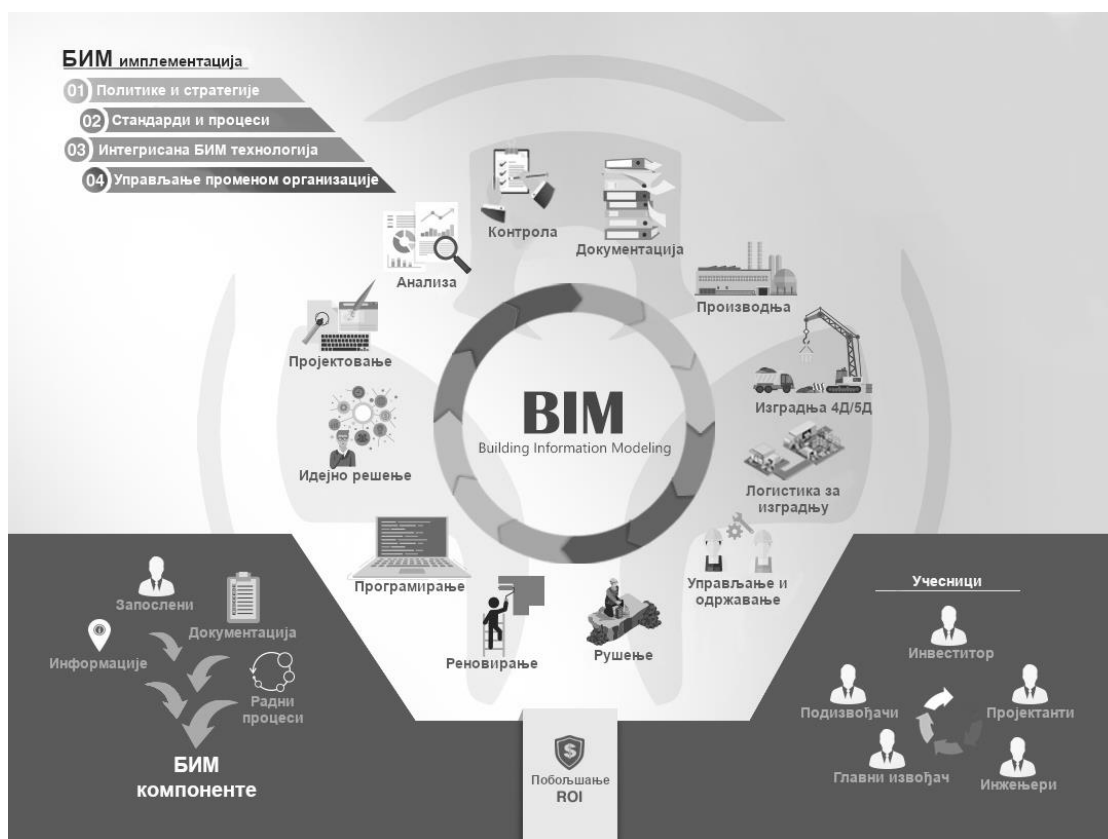 БИМ имплементација
01 Политике и стратегије
02 Стандарди и процеси
03 Интегрисана БИМ технологија
04 Управљање променом организације
Контрола
Документација
Анализа
Производња
Пројектовање
Изградња 4Д/5Д
Идејно решење
Логистика за
изградњу
Програмирање
Управљање и
одржавање
Реновирање
Рушење
BIM
Building Information Modeling
Запослени
Документација
Информације
Радни
процеси
БИМ
компоненте
Побољшање
ROI
Учесници
Инвеститор
Подизвођачи
Пројектанти
Главни извођач
Инжењери